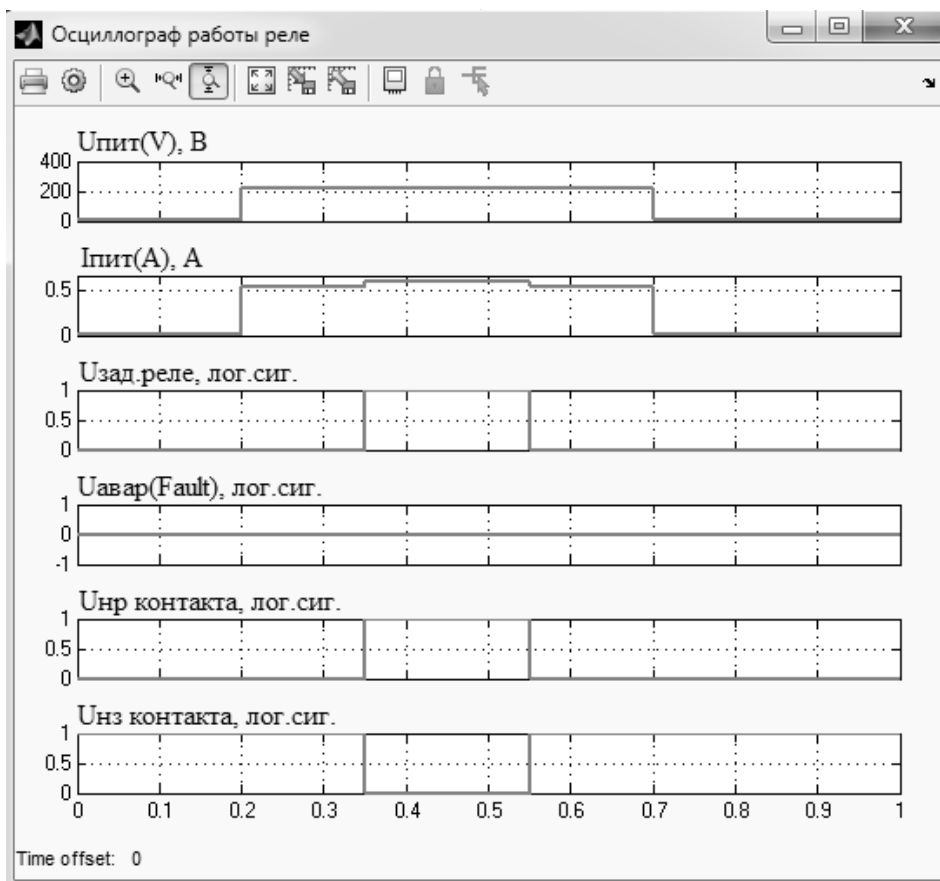 Осциллограф работы реле
Uпит(V), В
400
200
0
Iпит(A), А
0.5
0
Uзад.реле, лог.сиг.
1
0.5
0
Uавар(Fault), лог.сиг.
1
0
-1
Uнр контакта, лог.сиг.
1
0.5
0
Uнз контакта, лог.сиг.
1
0.5
0
0 0.1 0.2 0.3 0.4 0.5 0.6 0.7 0.8 0.9 1
Time offset: 0